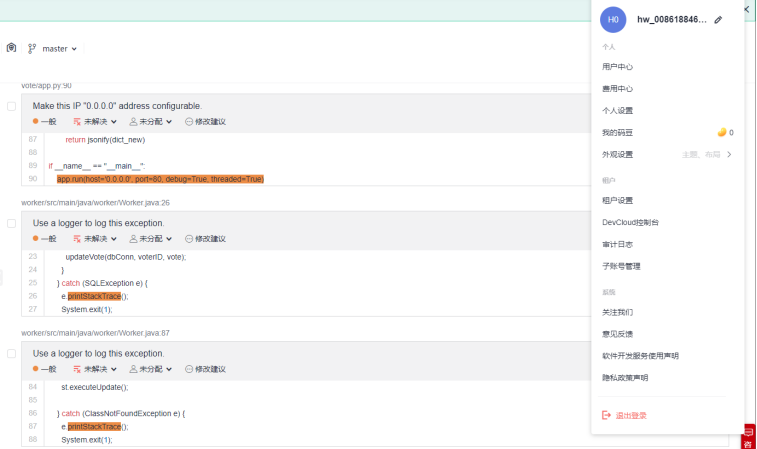 master
vote/app.py:90
Make this IP "0.0.0.0" address configurable.
一般 未解决 未分配 修改建议
87 return jsonify(dict_new)
88
89 if __name__ == "__main__":
90 app.run(host='0.0.0.0', port=80, debug=True, threaded=True)
worker/src/main/java/worker/Worker.java:26
Use a logger to log this exception.
一般 未解决 未分配 修改建议
23 updateVote(dbConn, voterID, vote);
24 }
25 } catch (SQLException e) {
26 e.printStackTrace();
27 System.exit(1);
worker/src/main/java/worker/Worker.java:87
Use a logger to log this exception.
一般 未解决 未分配 修改建议
84 st.executeUpdate();
85
86 } catch (ClassNotFoundException e) {
87 e.printStackTrace();
88 System.exit(1);
H0 hw_008618846...
个人
用户中心
费用中心
个人设置
我的码豆 0
外观设置 主题, 布局
租户
租户设置
DevCloud控制台
审计日志
子账号管理
系统
关注我们
意见反馈
软件开发服务使用声明
隐私政策声明
退出登录
咨